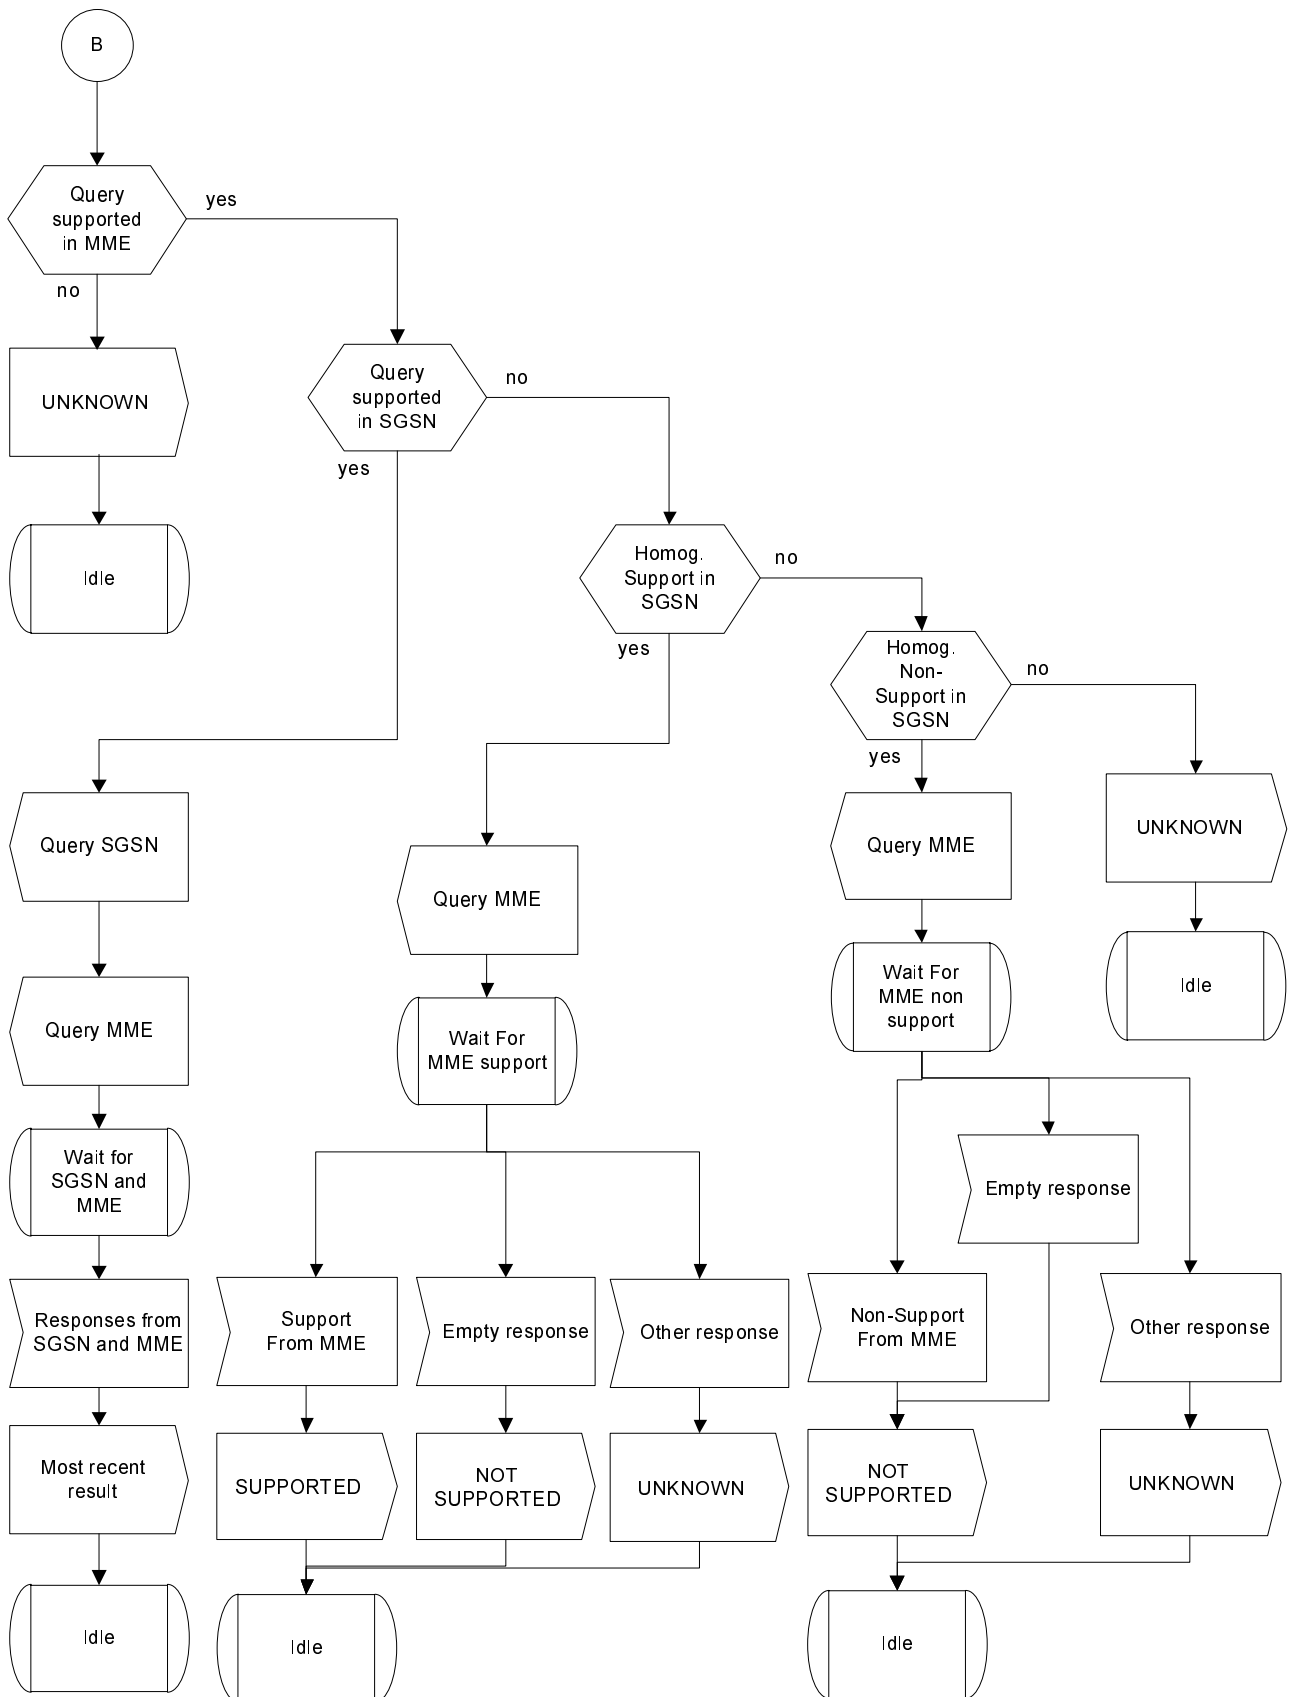 B
Query
supported
in MME
yes
no
UNKNOWN
Idle
Query
supported
in SGSN
no
yes
Homog.
Support in
SGSN
no
yes
Homog.
Non-
Support in
SGSN
no
yes
UNKNOWN
Idle
Query SGSN
Query MME
Wait for
SGSN and
MME
Responses from
SGSN and MME
Most recent
result
Idle
Query MME
Wait For
MME support
Support
From MME
Empty response
Other response
SUPPORTED
NOT
SUPPORTED
UNKNOWN
Idle
Query MME
Wait For
MME non
support
Empty response
Non-Support
From MME
Other response
NOT
SUPPORTED
UNKNOWN
Idle